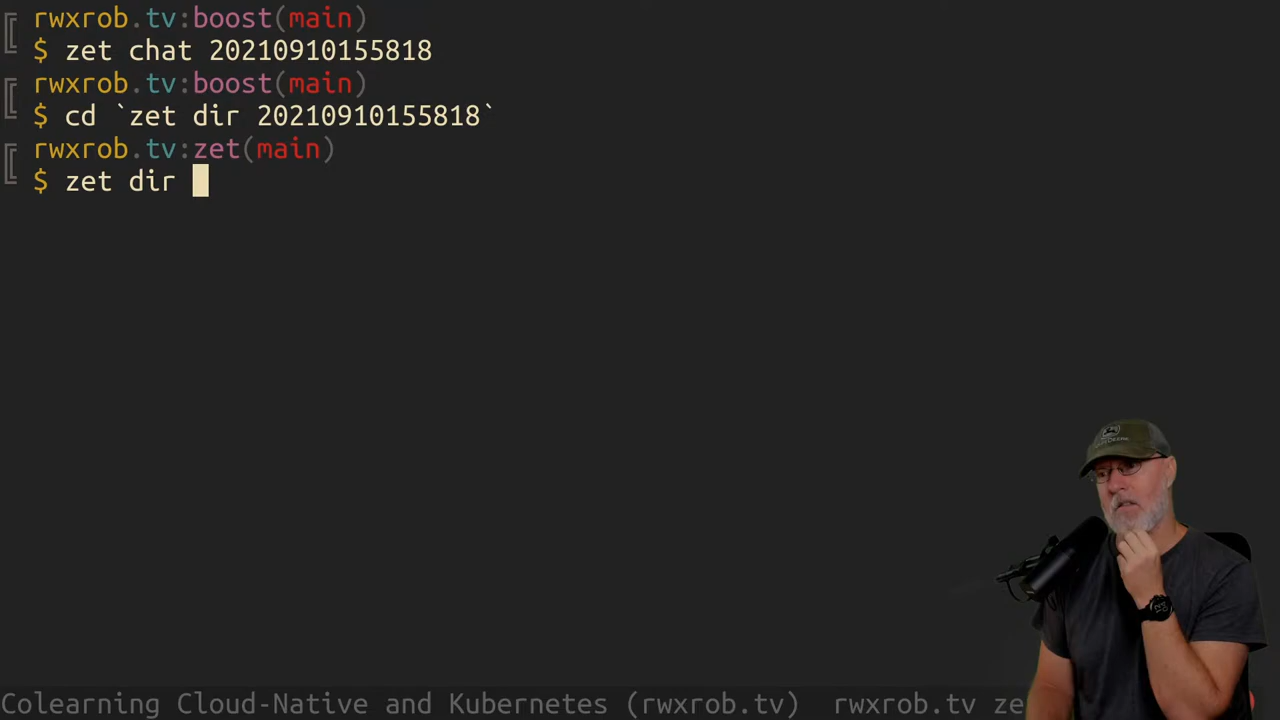 rwxrob.tv:boost(main)
$ zet chat 20210910155818
rwxrob.tv:boost(main)
$ cd `zet dir 20210910155818`
rwxrob.tv:zet(main)
$ zet dir
Colearning Cloud-Native and Kubernetes (rwxrob.tv) rwxrob.tv ze